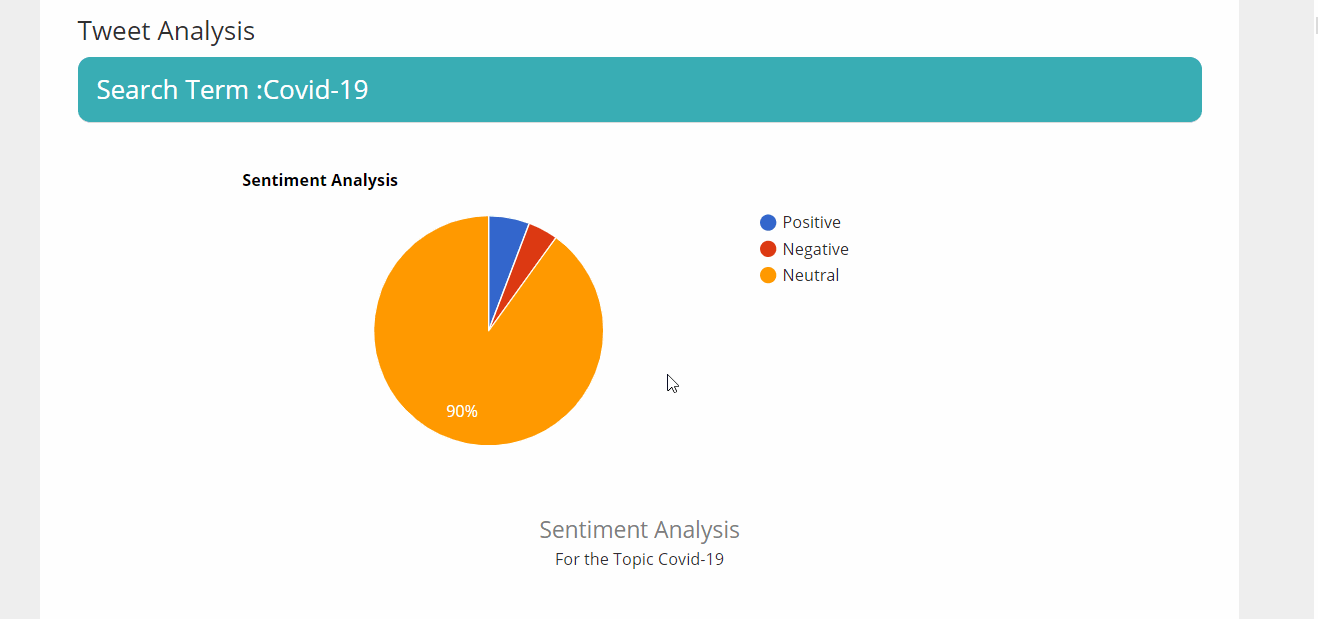 Tweet Analysis
Search Term :Covid-19
Sentiment Analysis
Positive
Negative
Neutral
90%
Sentiment Analysis
For the Topic Covid-19